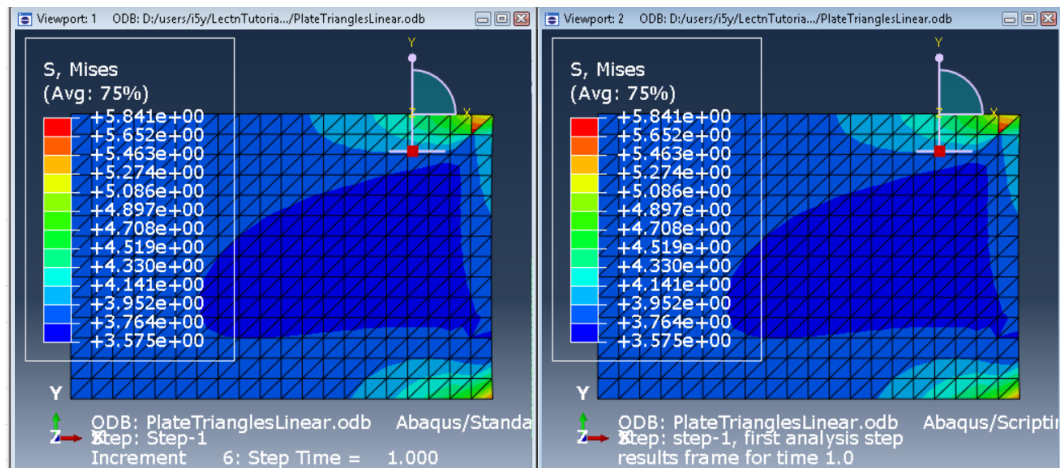 Viewport: 1 ODB: D:/users/i5y/LectnTutoria.../PlateTrianglesLinear.odb
S, Mises
(Avg: 75%)
+5.841e+00
+5.652e+00
+5.463e+00
+5.274e+00
+5.086e+00
+4.897e+00
+4.708e+00
+4.519e+00
+4.330e+00
+4.141e+00
+3.952e+00
+3.764e+00
+3.575e+00
Y
Z
X
Y
Z
X
ODB: PlateTrianglesLinear.odb Abaqus/Standa
Step: Step-1
Increment 6: Step Time = 1.000
Viewport: 2 ODB: D:/users/i5y/LectnTutoria.../PlateTrianglesLinear.odb
S, Mises
(Avg: 75%)
+5.841e+00
+5.652e+00
+5.463e+00
+5.274e+00
+5.086e+00
+4.897e+00
+4.708e+00
+4.519e+00
+4.330e+00
+4.141e+00
+3.952e+00
+3.764e+00
+3.575e+00
Y
Z
X
Y
Z
X
ODB: PlateTrianglesLinear.odb Abaqus/Scriptin
Step: step-1, first analysis step
results frame for time 1.0